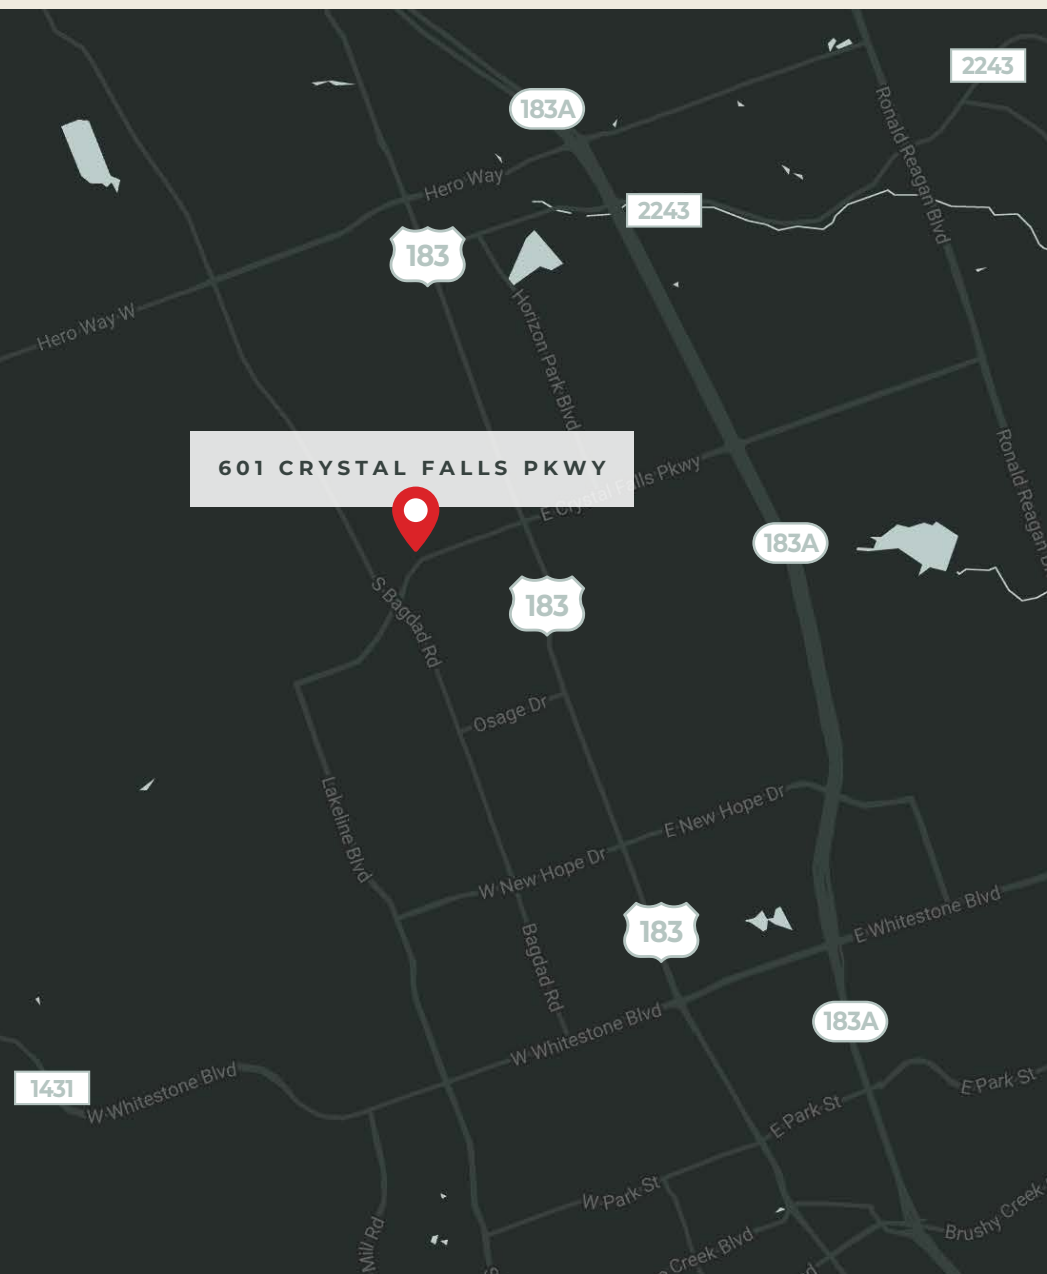 2243
183A
Ronald Reagan Blvd
Hero Way
2243
183
Hero Way W
Horizon Park Blvd
601 CRYSTAL FALLS PKWY
E Crystal Falls Pkwy
Ronald Reagan Bl
183A
183
S Bagdad Rd
Osage Dr
Lakeline Blvd
E New Hope Dr
W New Hope Dr
183
E Whitestone Blvd
Bagdad Rd
183A
W Whitestone Blvd
1431
W Whitestone Blvd
E Park St
E Park St
W Park St
Mill Rd
Creek Blvd
Brushy Creek